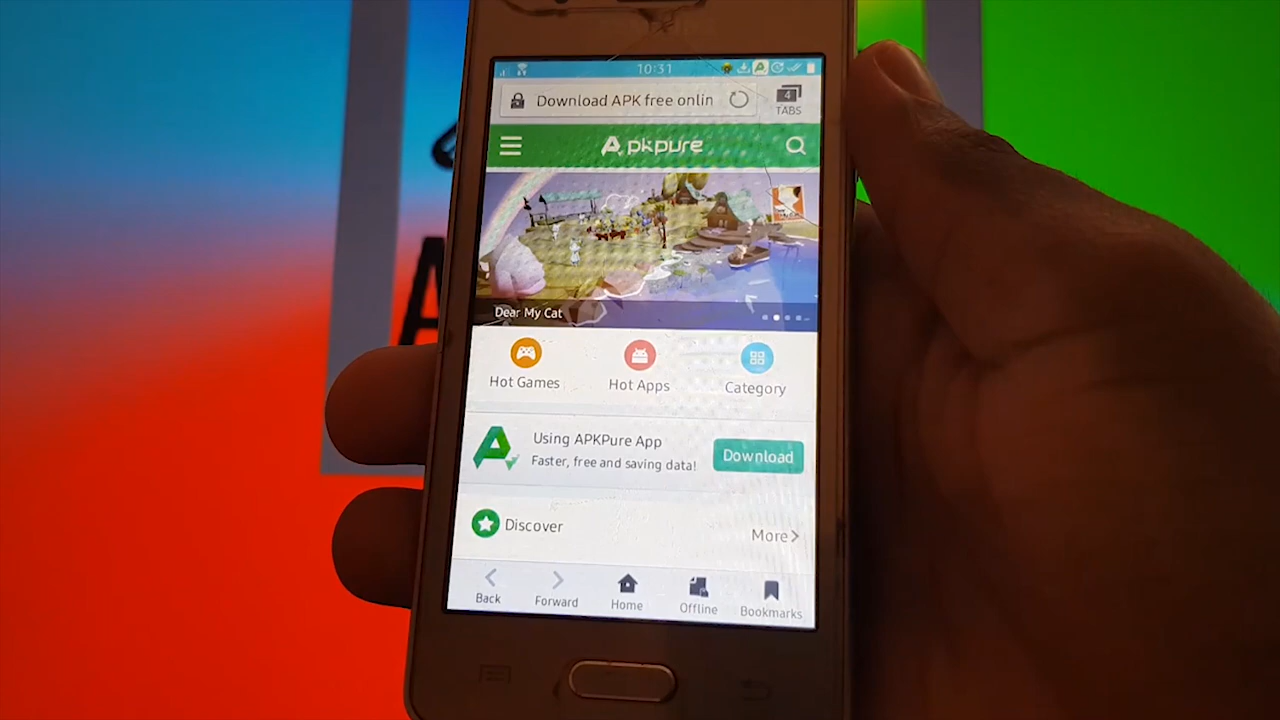 10:31
Download APK free onlin
4
TABS
Apkpure
Dear My Cat
Hot Games
Hot Apps
Category
Using APKPure App
Faster, free and saving data!
Download
Discover
More
Back
Forward
Home
Offline
Bookmarks